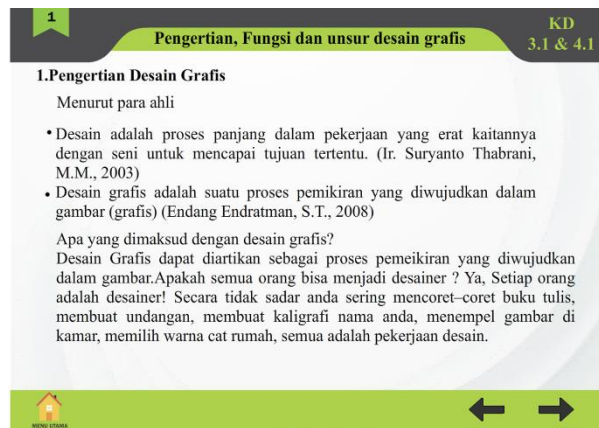 1
Pengertian, Fungsi dan unsur desain grafis
KD
3.1 & 4.1
1.Pengertian Desain Grafis
Menurut para ahli
• Desain adalah proses panjang dalam pekerjaan yang erat kaitannya
dengan seni untuk mencapai tujuan tertentu. (Ir. Suryanto Thabrani,
M.M., 2003)
• Desain grafis adalah suatu proses pemikiran yang diwujudkan dalam
gambar (grafis) (Endang Endratman, S.T., 2008)
Apa yang dimaksud dengan desain grafis?
Desain Grafis dapat diartikan sebagai proses pemeikiran yang diwujudkan
dalam gambar.Apakah semua orang bisa menjadi desainer ? Ya, Setiap orang
adalah desainer! Secara tidak sadar anda sering mencoret–coret buku tulis,
membuat undangan, membuat kaligrafi nama anda, menempel gambar di
kamar, memilih warna cat rumah, semua adalah pekerjaan desain.
MENU UTAMA